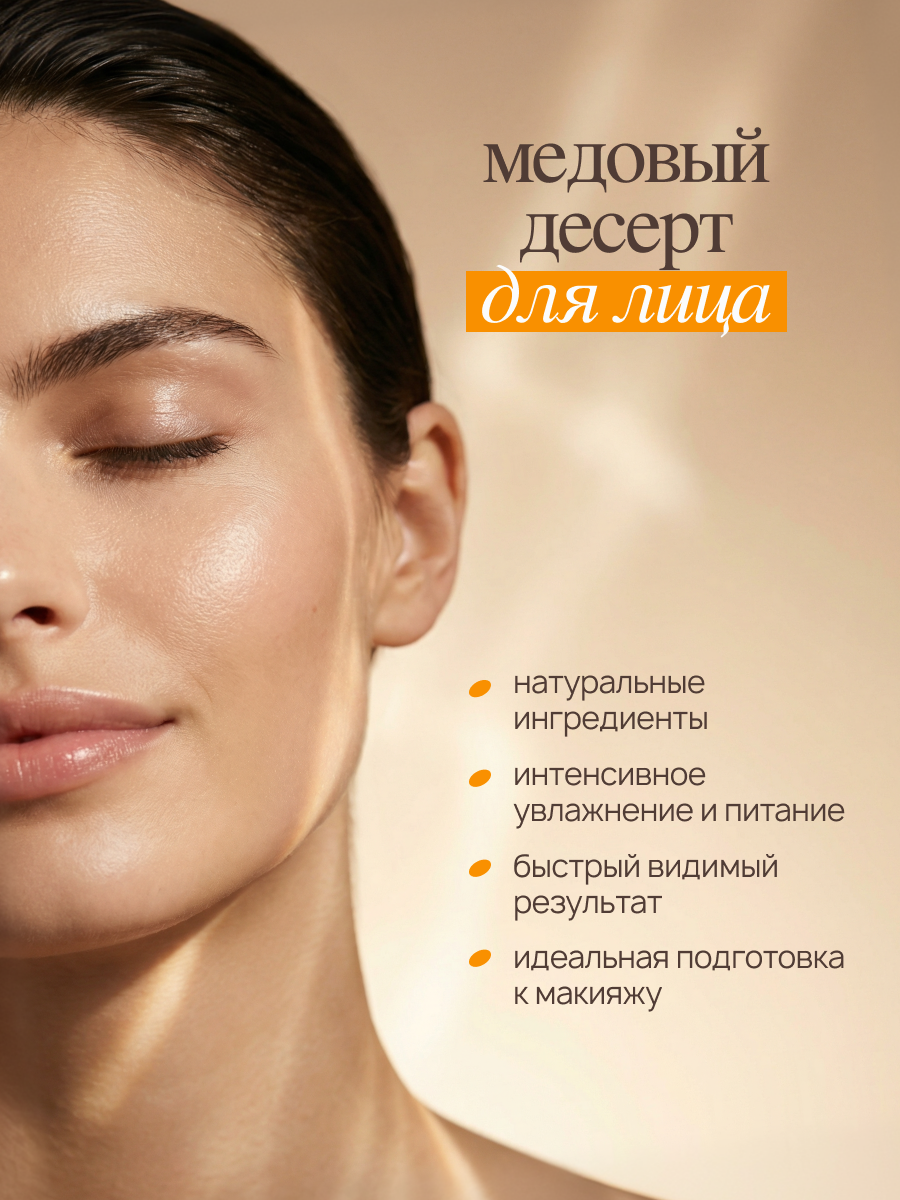 медовый
десерт
для лица
натуральные
ингредиенты
интенсивное
увлажнение и питание
быстрый видимый
результат
идеальная подготовка
к макияжу